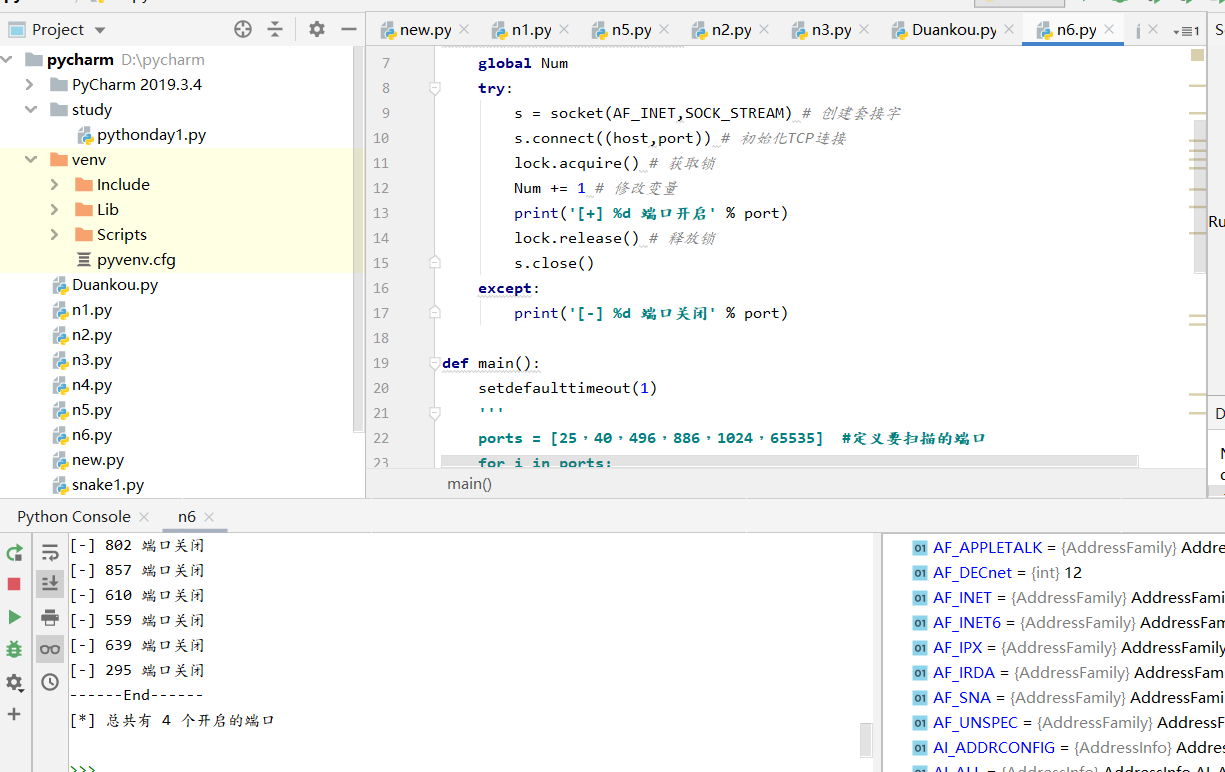 Project
new.py
n1.py
n5.py
n2.py
n3.py
Duankou.py
n6.py
pycharm D:\pycharm
PyCharm 2019.3.4
study
pythonday1.py
venv
Include
Lib
Scripts
pyvenv.cfg
Duankou.py
n1.py
n2.py
n3.py
n4.py
n5.py
n6.py
new.py
snake1.py
7 global Num
8 try:
9 s = socket(AF_INET,SOCK_STREAM) # 创建套接字
10 s.connect((host,port)) # 初始化TCP连接
11 lock.acquire() # 获取锁
12 Num += 1 # 修改变量
13 print('[+] %d 端口开启' % port)
14 lock.release() # 释放锁
15 s.close()
16 except:
17 print('[-] %d 端口关闭' % port)
18
19 def main():
20 setdefaulttimeout(1)
21 '''
22 ports = [25,40,496,886,1024,65535] #定义要扫描的端口
23 for i in ports:
main()
Ru
Python Console
n6
[-] 802 端口关闭
[-] 857 端口关闭
[-] 610 端口关闭
[-] 559 端口关闭
[-] 639 端口关闭
[-] 295 端口关闭
------End------
[*] 总共有 4 个开启的端口
>>>
01 AF_APPLETALK = {AddressFamily} Addre
01 AF_DECnet = {int} 12
01 AF_INET = {AddressFamily} AddressFami
01 AF_INET6 = {AddressFamily} AddressFam
01 AF_IPX = {AddressFamily} AddressFamily
01 AF_IRDA = {AddressFamily} AddressFam
01 AF_SNA = {AddressFamily} AddressFami
01 AF_UNSPEC = {AddressFamily} AddressF
01 AI_ADDRCONFIG = {AddressInfo} Addre